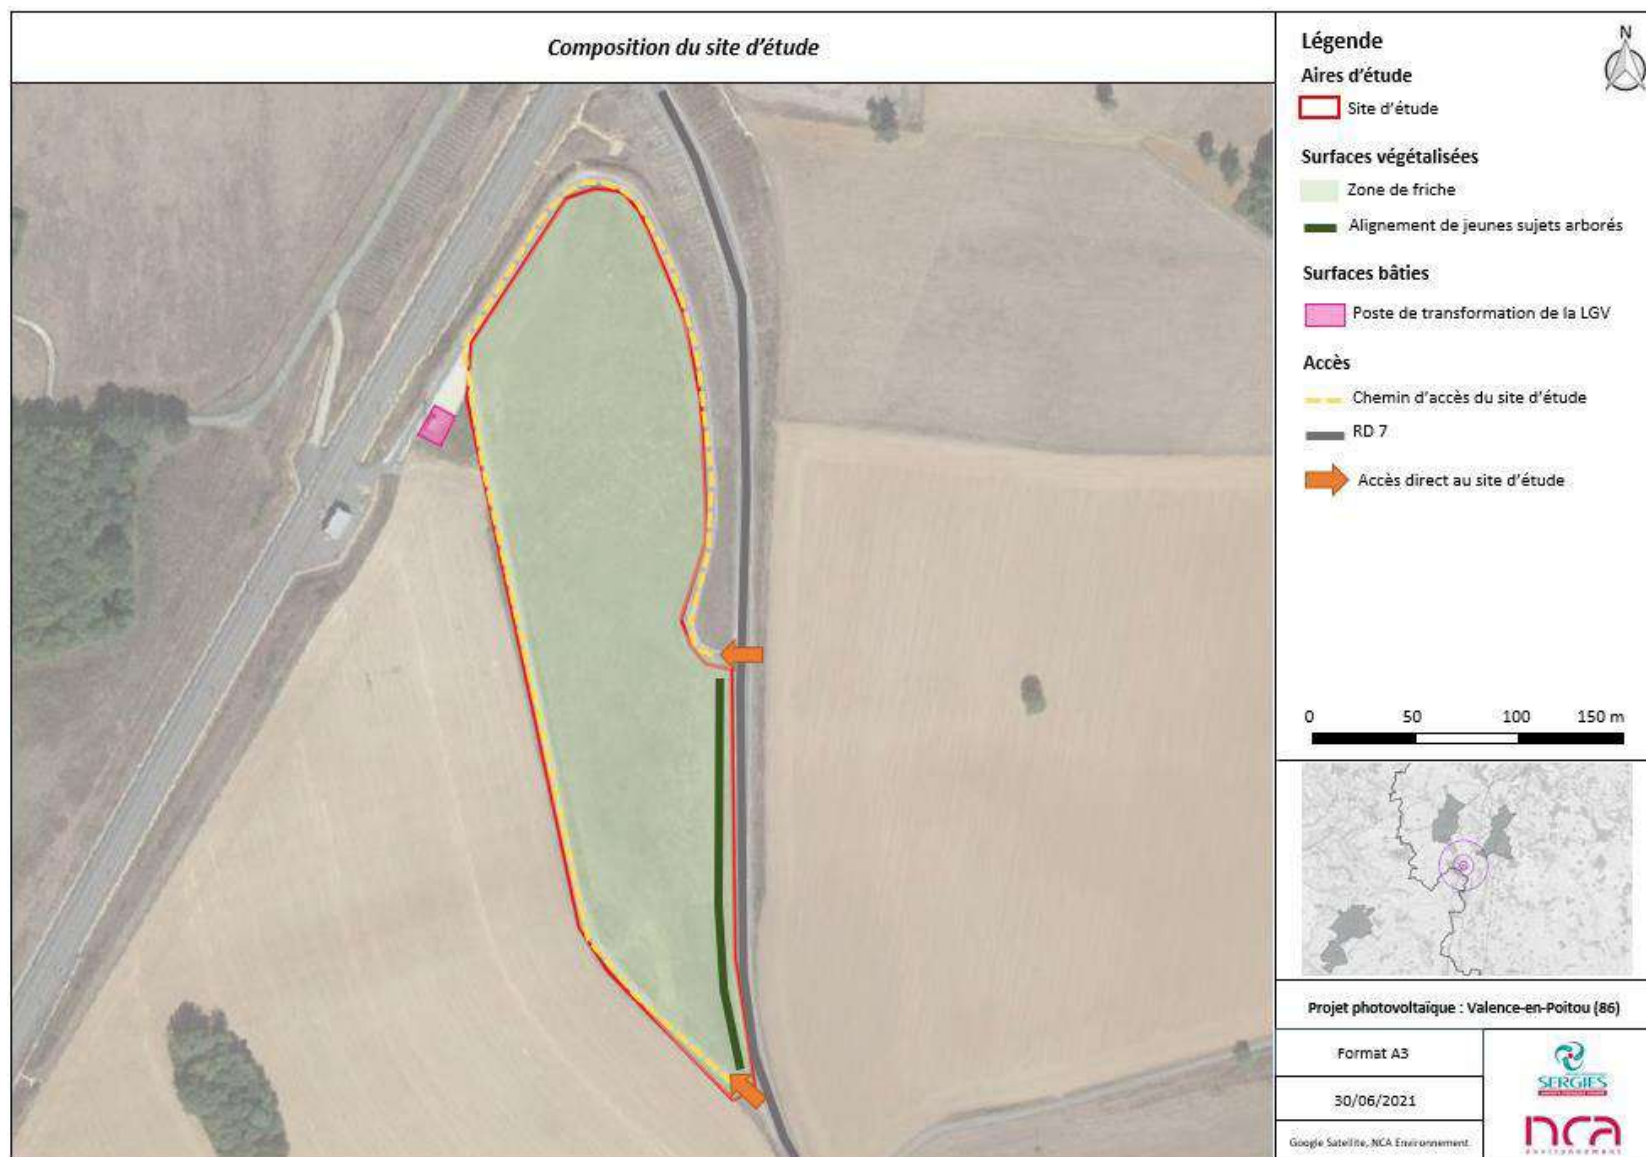 Composition du site d'étude
Légende
N
Aires d'étude
Site d'étude
Surfaces végétalisées
Zone de friche
Alignement de jeunes sujets arborés
Surfaces bâties
Poste de transformation de la LGV
Accès
Chemin d'accès du site d'étude
RD 7
Accès direct au site d'étude
0 50 100 150 m
Projet photovoltaïque : Valence-en-Poitou (86)
Format A3
30/06/2021
Google Satellite, NCA Environnement
SERGIES
nca
environnement